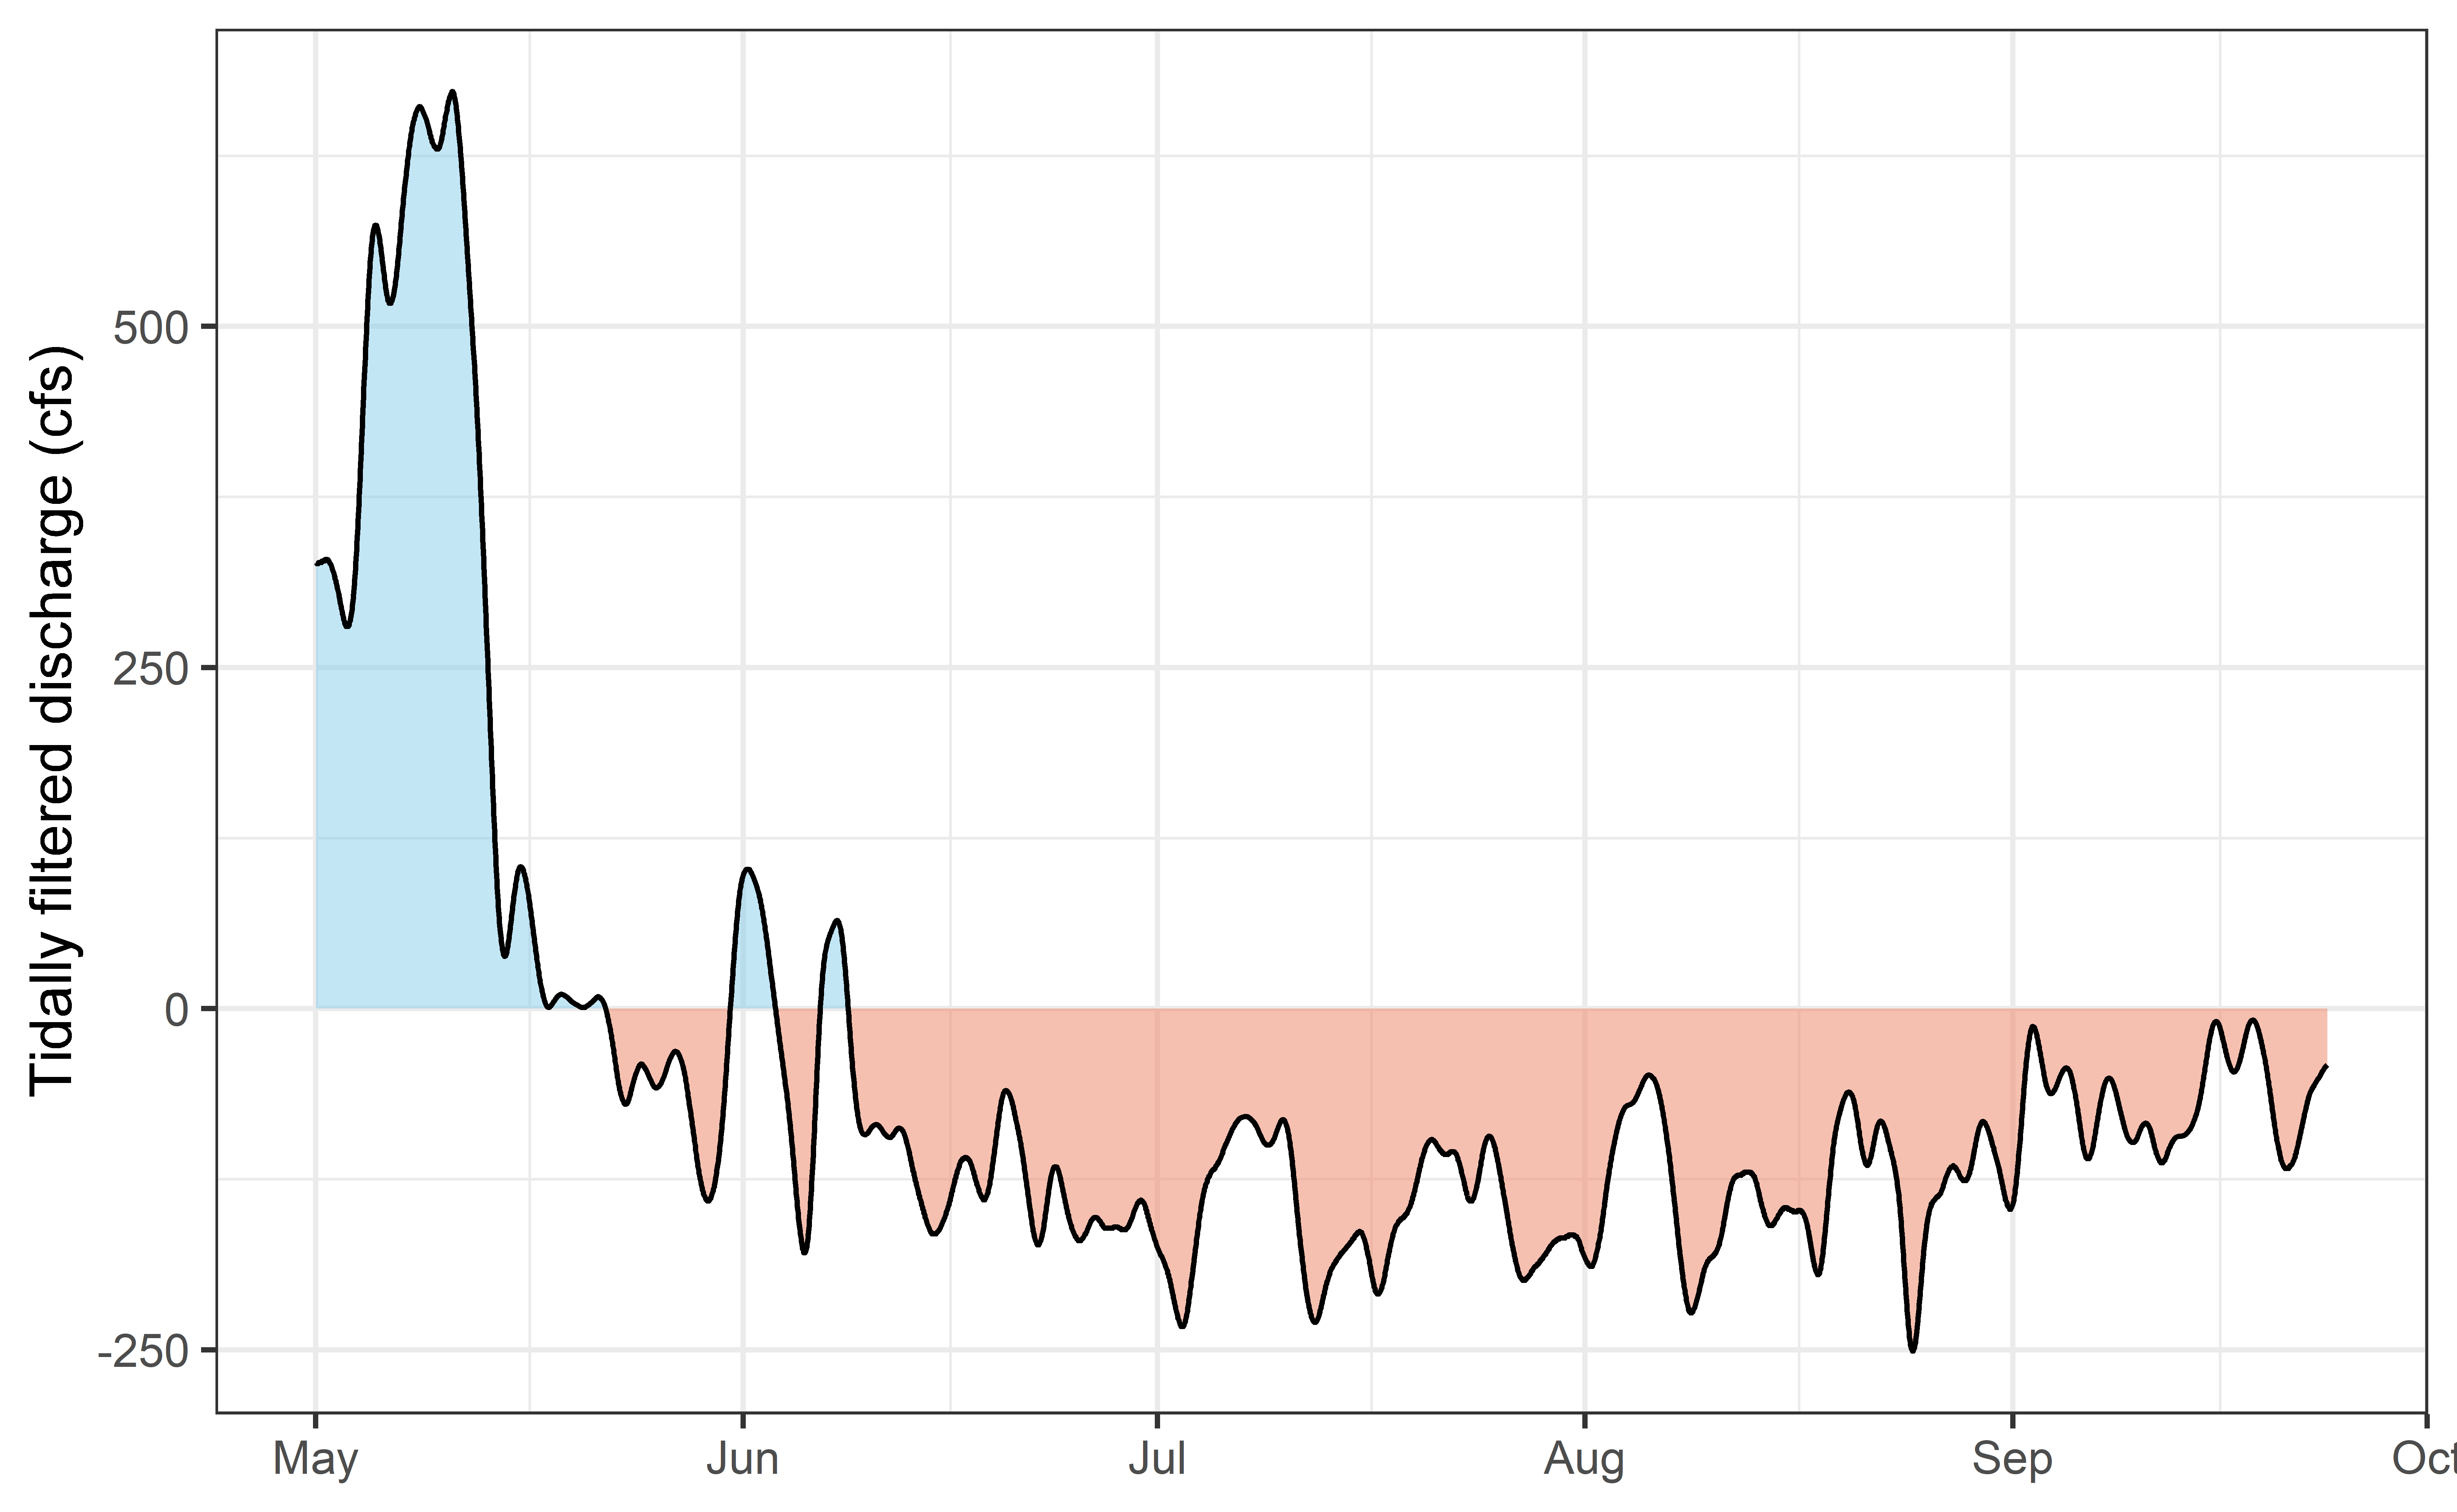 Tidally filtered discharge (cfs)
500
250
0
-250
May Jun Jul Aug Sep Oct